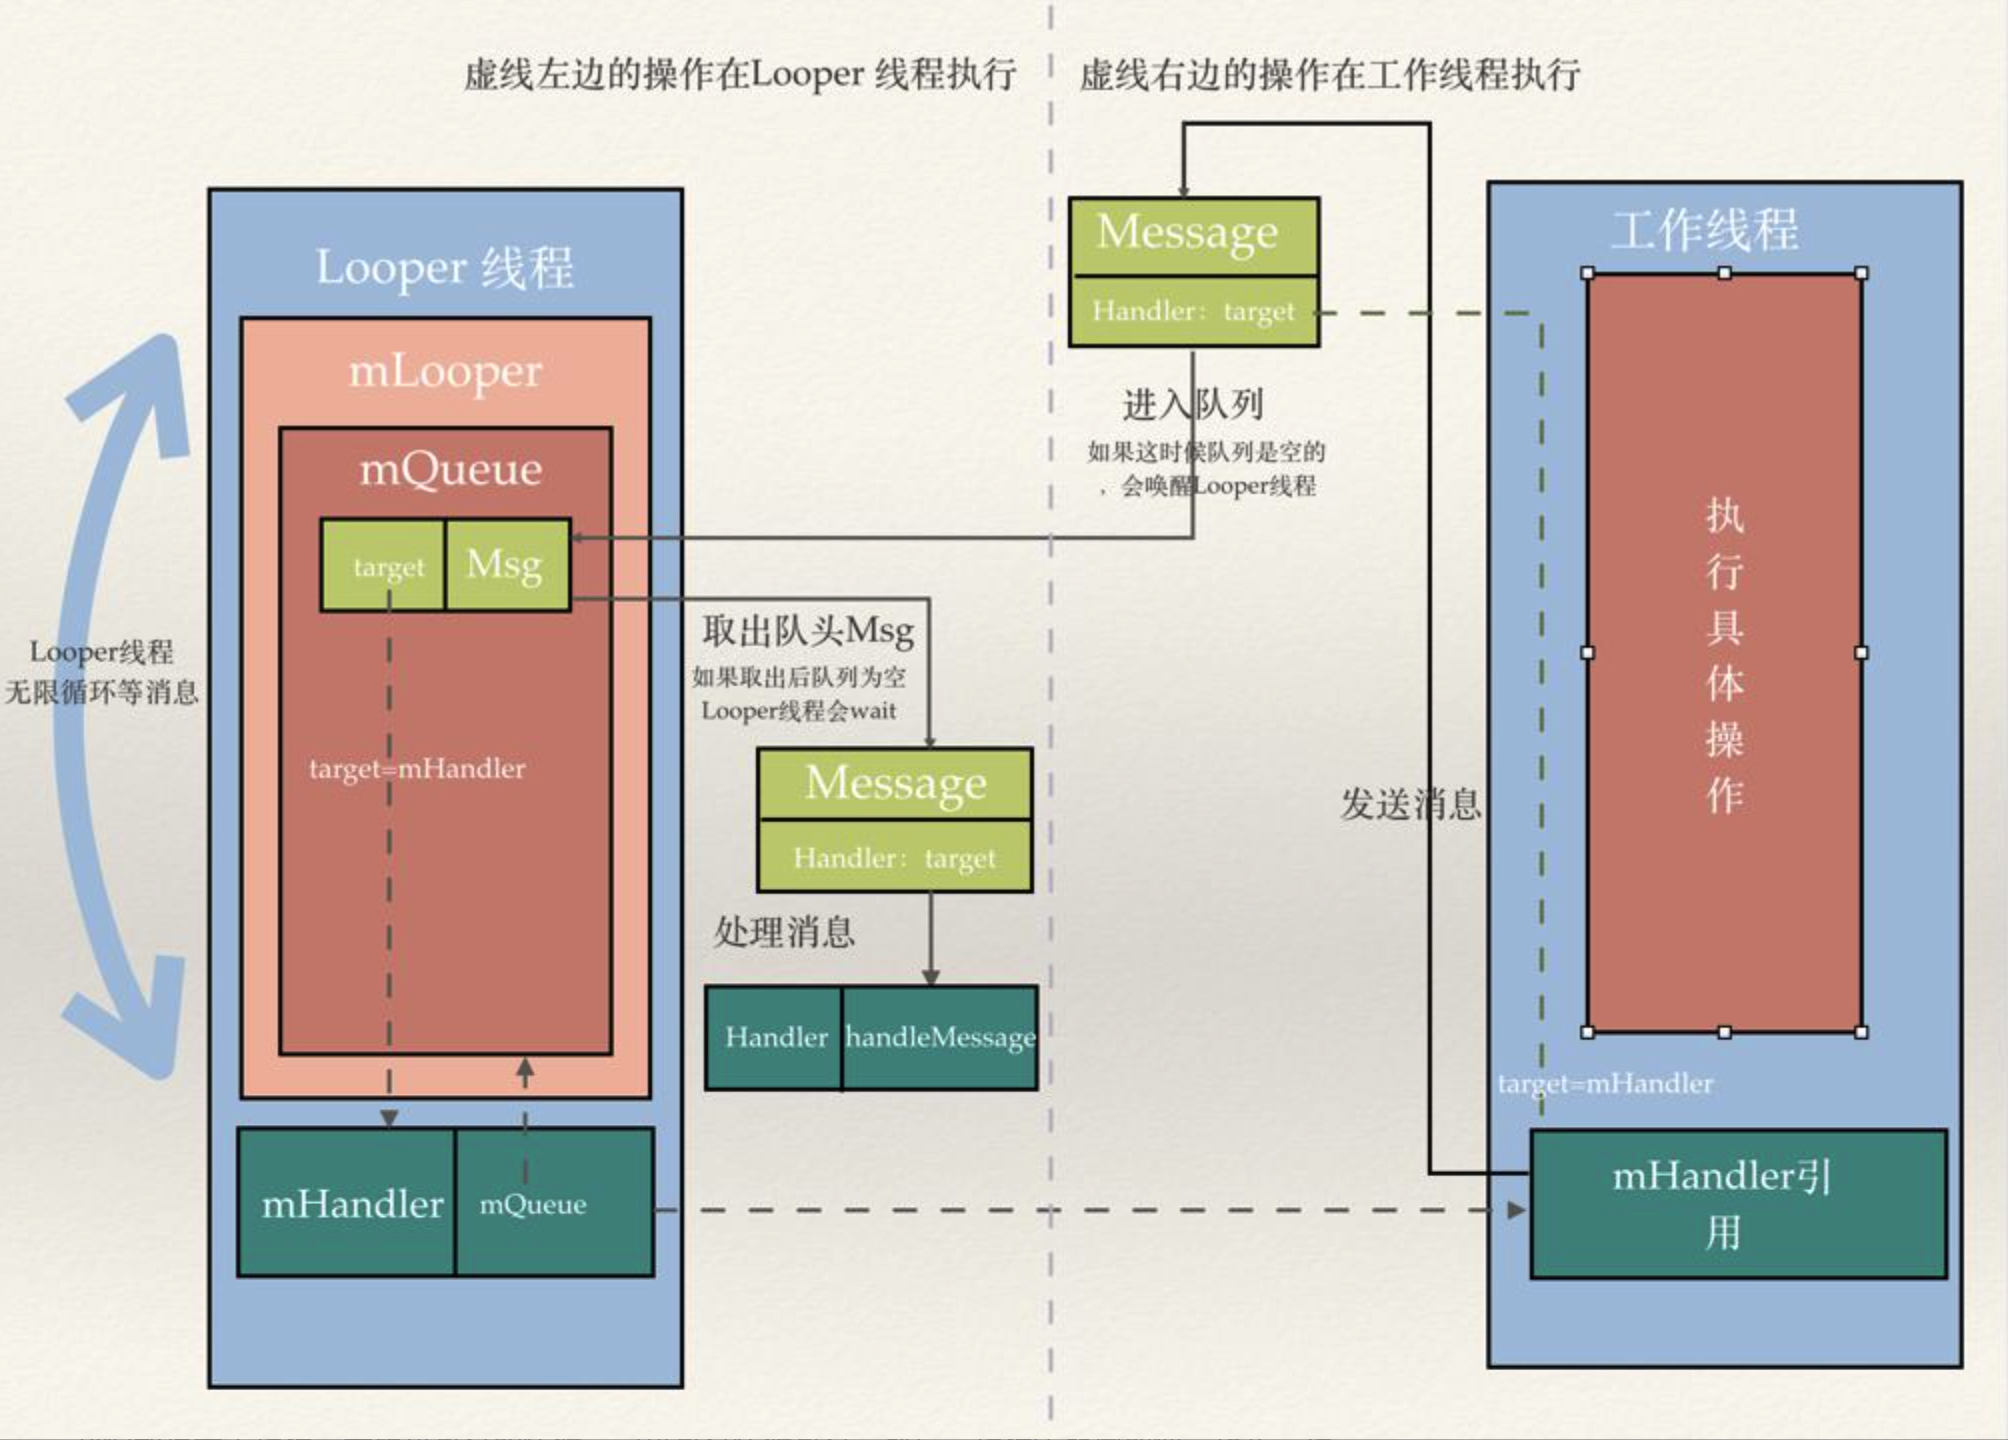 虚线左边的操作在Looper 线程执行
虚线右边的操作在工作线程执行
Looper 线程
mLooper
mQueue
target
Msg
target=mHandler
mHandler
mQueue
Looper线程
无限循环等消息
取出队头Msg
如果取出后队列为空
Looper线程会wait
Message
Handler: target
处理消息
Handler
handleMessage
Message
Handler: target
进入队列
如果这时候队列是空的
，会唤醒Looper线程
发送消息
工作线程
执
行
具
体
操
作
target=mHandler
mHandler引
用